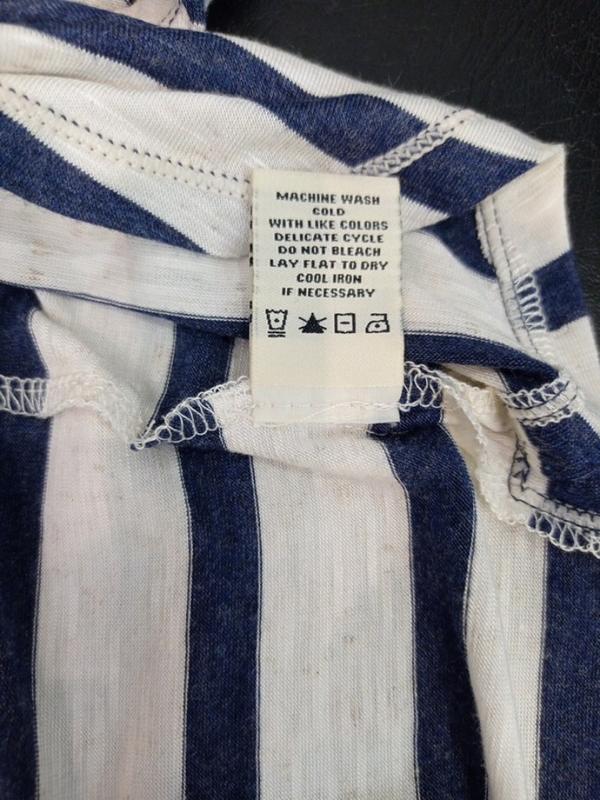 MACHINE WASH
COLD
WITH LIKE COLORS
DELICATE CYCLE
DO NOT BLEACH
LAY FLAT TO DRY
COOL IRON
IF NECESSARY